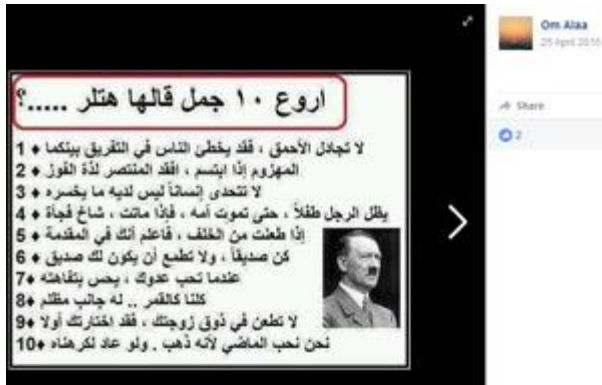 Om Alaa
25 April 2015
Share
2
اروع ١٠ جمل قالها هتلر .....؟
1 ♦ لا تجادل الأحمق ، فقد يخطئ الناس في التفريق بينكما
2 ♦ المهزوم إذا ابتسم ، افقد المنتصر لذة الفوز
3 ♦ لا تتحدى إنساناً ليس لديه ما يخسره
4 ♦ يظل الرجل طفلاً ، حتى تموت أمه ، فإذا ماتت ، شاخ فجأة
5 ♦ إذا طعنت من الخلف ، فاعلم أنك في المقدمة
6 ♦ كن صديقاً ، ولا تطمع أن يكون لك صديق
7♦ عندما تحب عدوك ، يحس بتفاهته
8♦ كلنا كالقمر .. له جانب مظلم
9♦ لا تطعن في ذوق زوجتك ، فقد اختارتك أولا
10♦ نحن نحب الماضي لأنه ذهب . ولو عاد لكرهناه